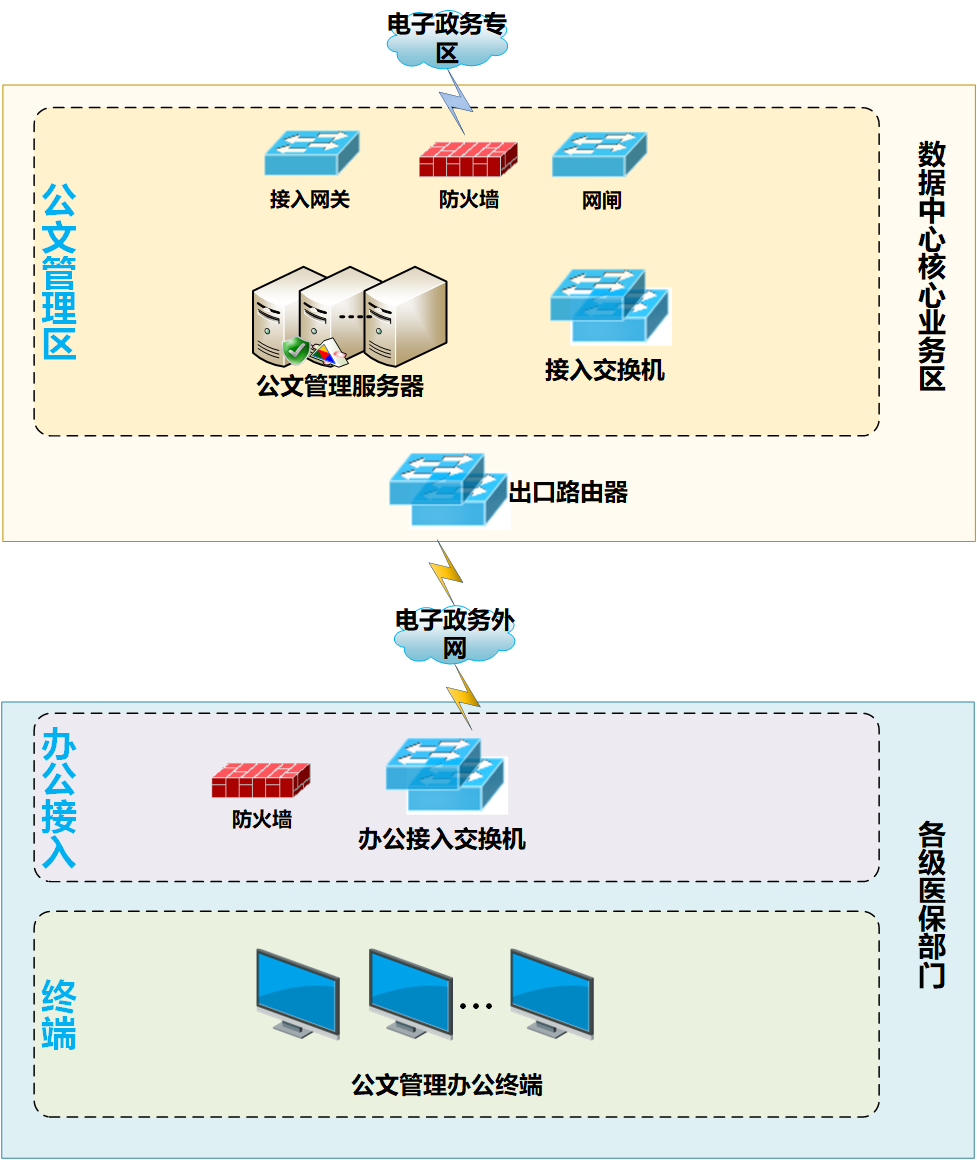 电子政务专
区
数据中心核心业务区
公文管理区
接入网关
防火墙
网闸
公文管理服务器
接入交换机
出口路由器
电子政务外
网
各级医保部门
办公接入
防火墙
办公接入交换机
终端
公文管理办公终端